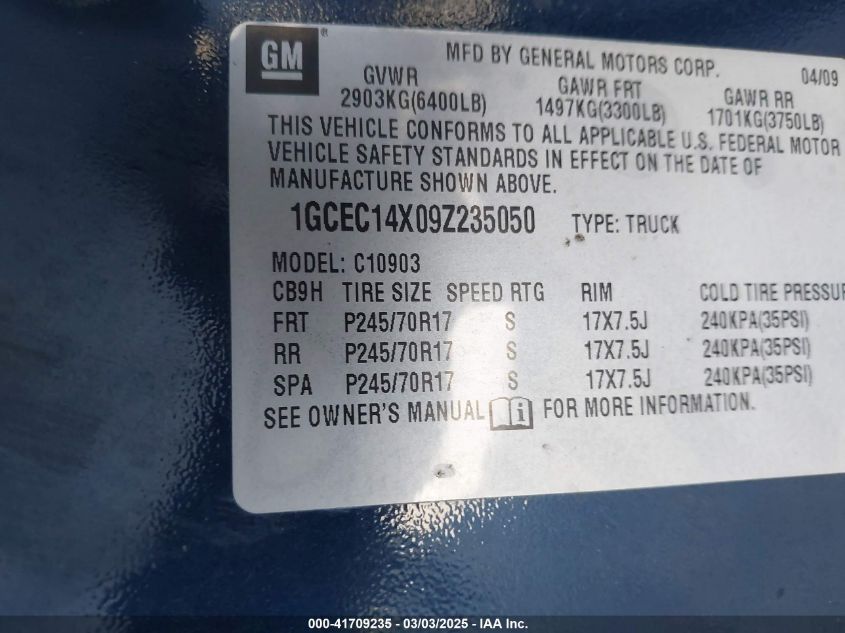 GM
MFD BY GENERAL MOTORS CORP. 04/09
GVWR GAWR FRT GAWR RR
2903KG(6400LB) 1497KG(3300LB) 1701KG(3750LB)
THIS VEHICLE CONFORMS TO ALL APPLICABLE U.S. FEDERAL MOTOR
VEHICLE SAFETY STANDARDS IN EFFECT ON THE DATE OF
MANUFACTURE SHOWN ABOVE.
1GCEC14X09Z235050 TYPE: TRUCK
MODEL: C10903
CB9H TIRE SIZE SPEED RTG RIM COLD TIRE PRESSUR
FRT P245/70R17 S 17X7.5J 240KPA(35PSI)
RR P245/70R17 S 17X7.5J 240KPA(35PSI)
SPA P245/70R17 S 17X7.5J 240KPA(35PSI)
SEE OWNER'S MANUAL i FOR MORE INFORMATION.
000-41709235 - 03/03/2025 - IAA Inc.